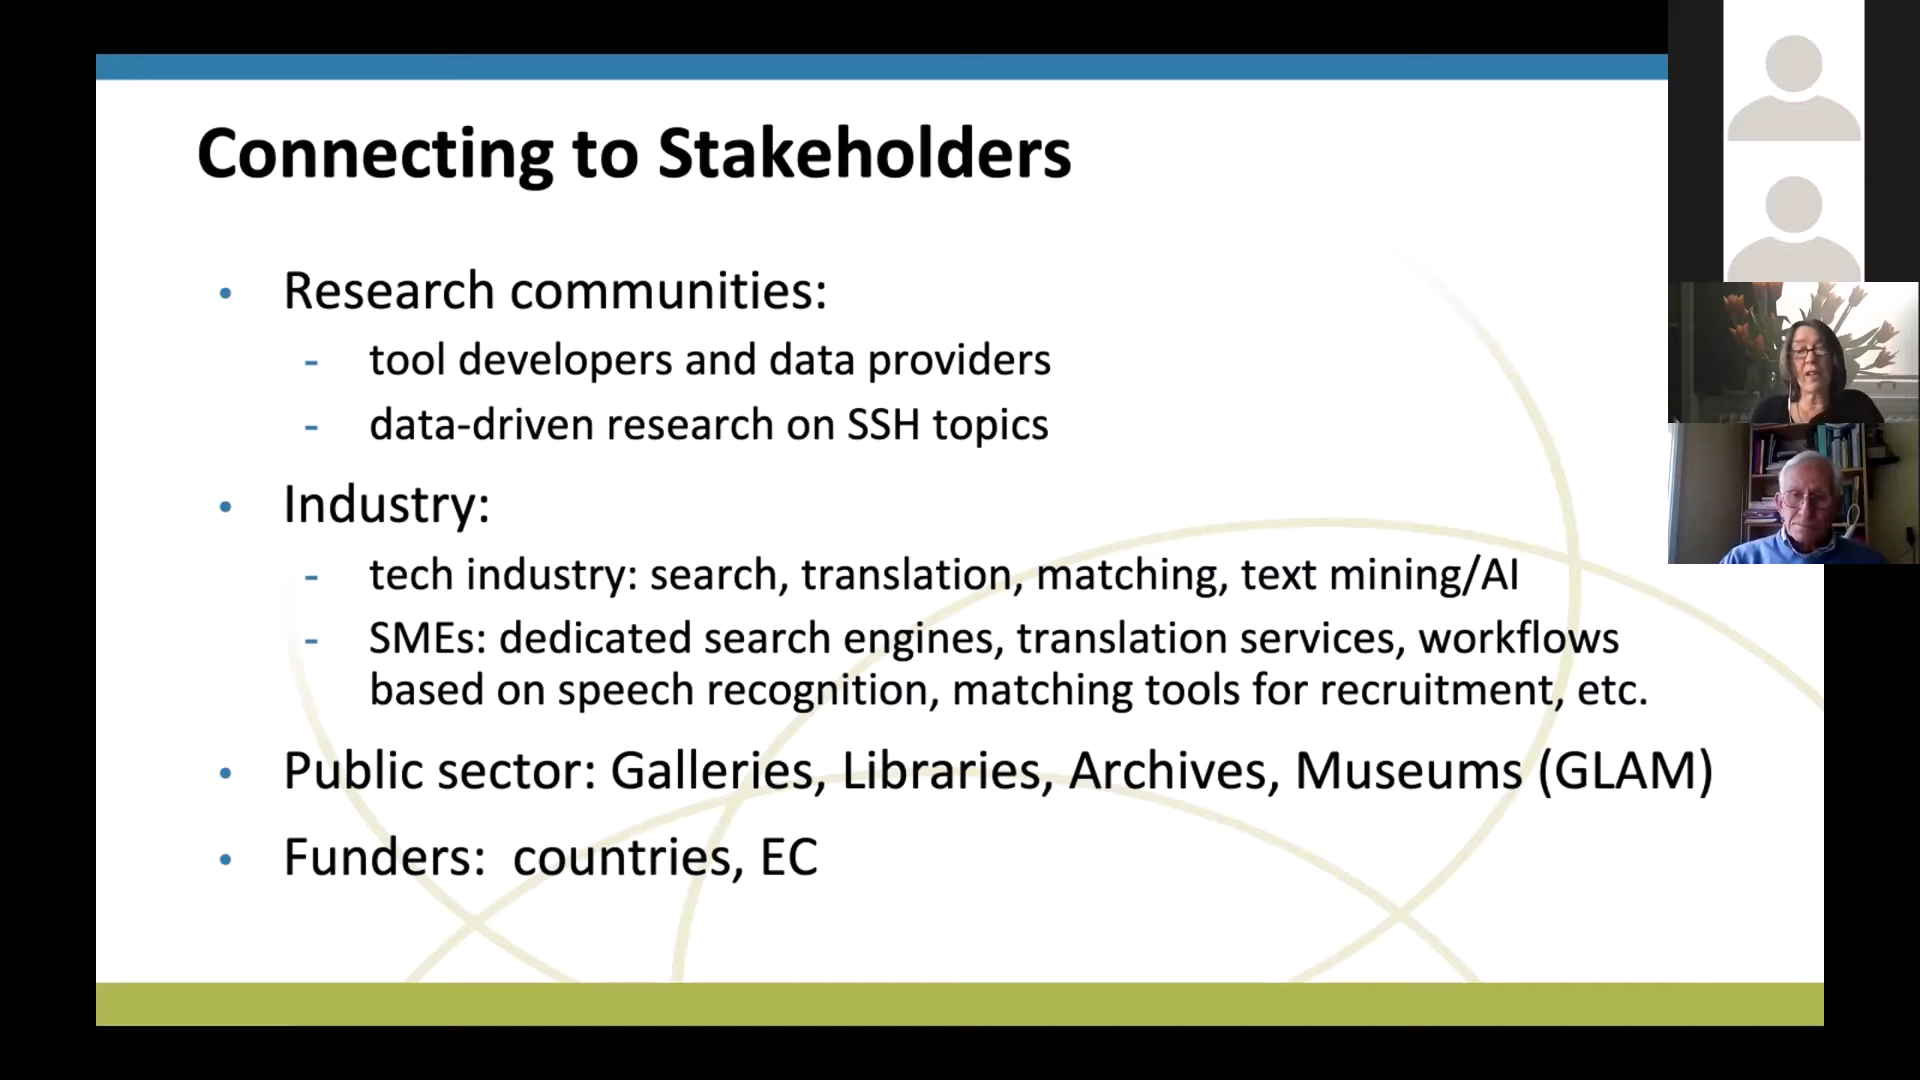 Connecting to Stakeholders
• Research communities:
- tool developers and data providers
- data-driven research on SSH topics
• Industry:
- tech industry: search, translation, matching, text mining/AI
- SMEs: dedicated search engines, translation services, workflows
based on speech recognition, matching tools for recruitment, etc.
• Public sector: Galleries, Libraries, Archives, Museums (GLAM)
• Funders: countries, EC